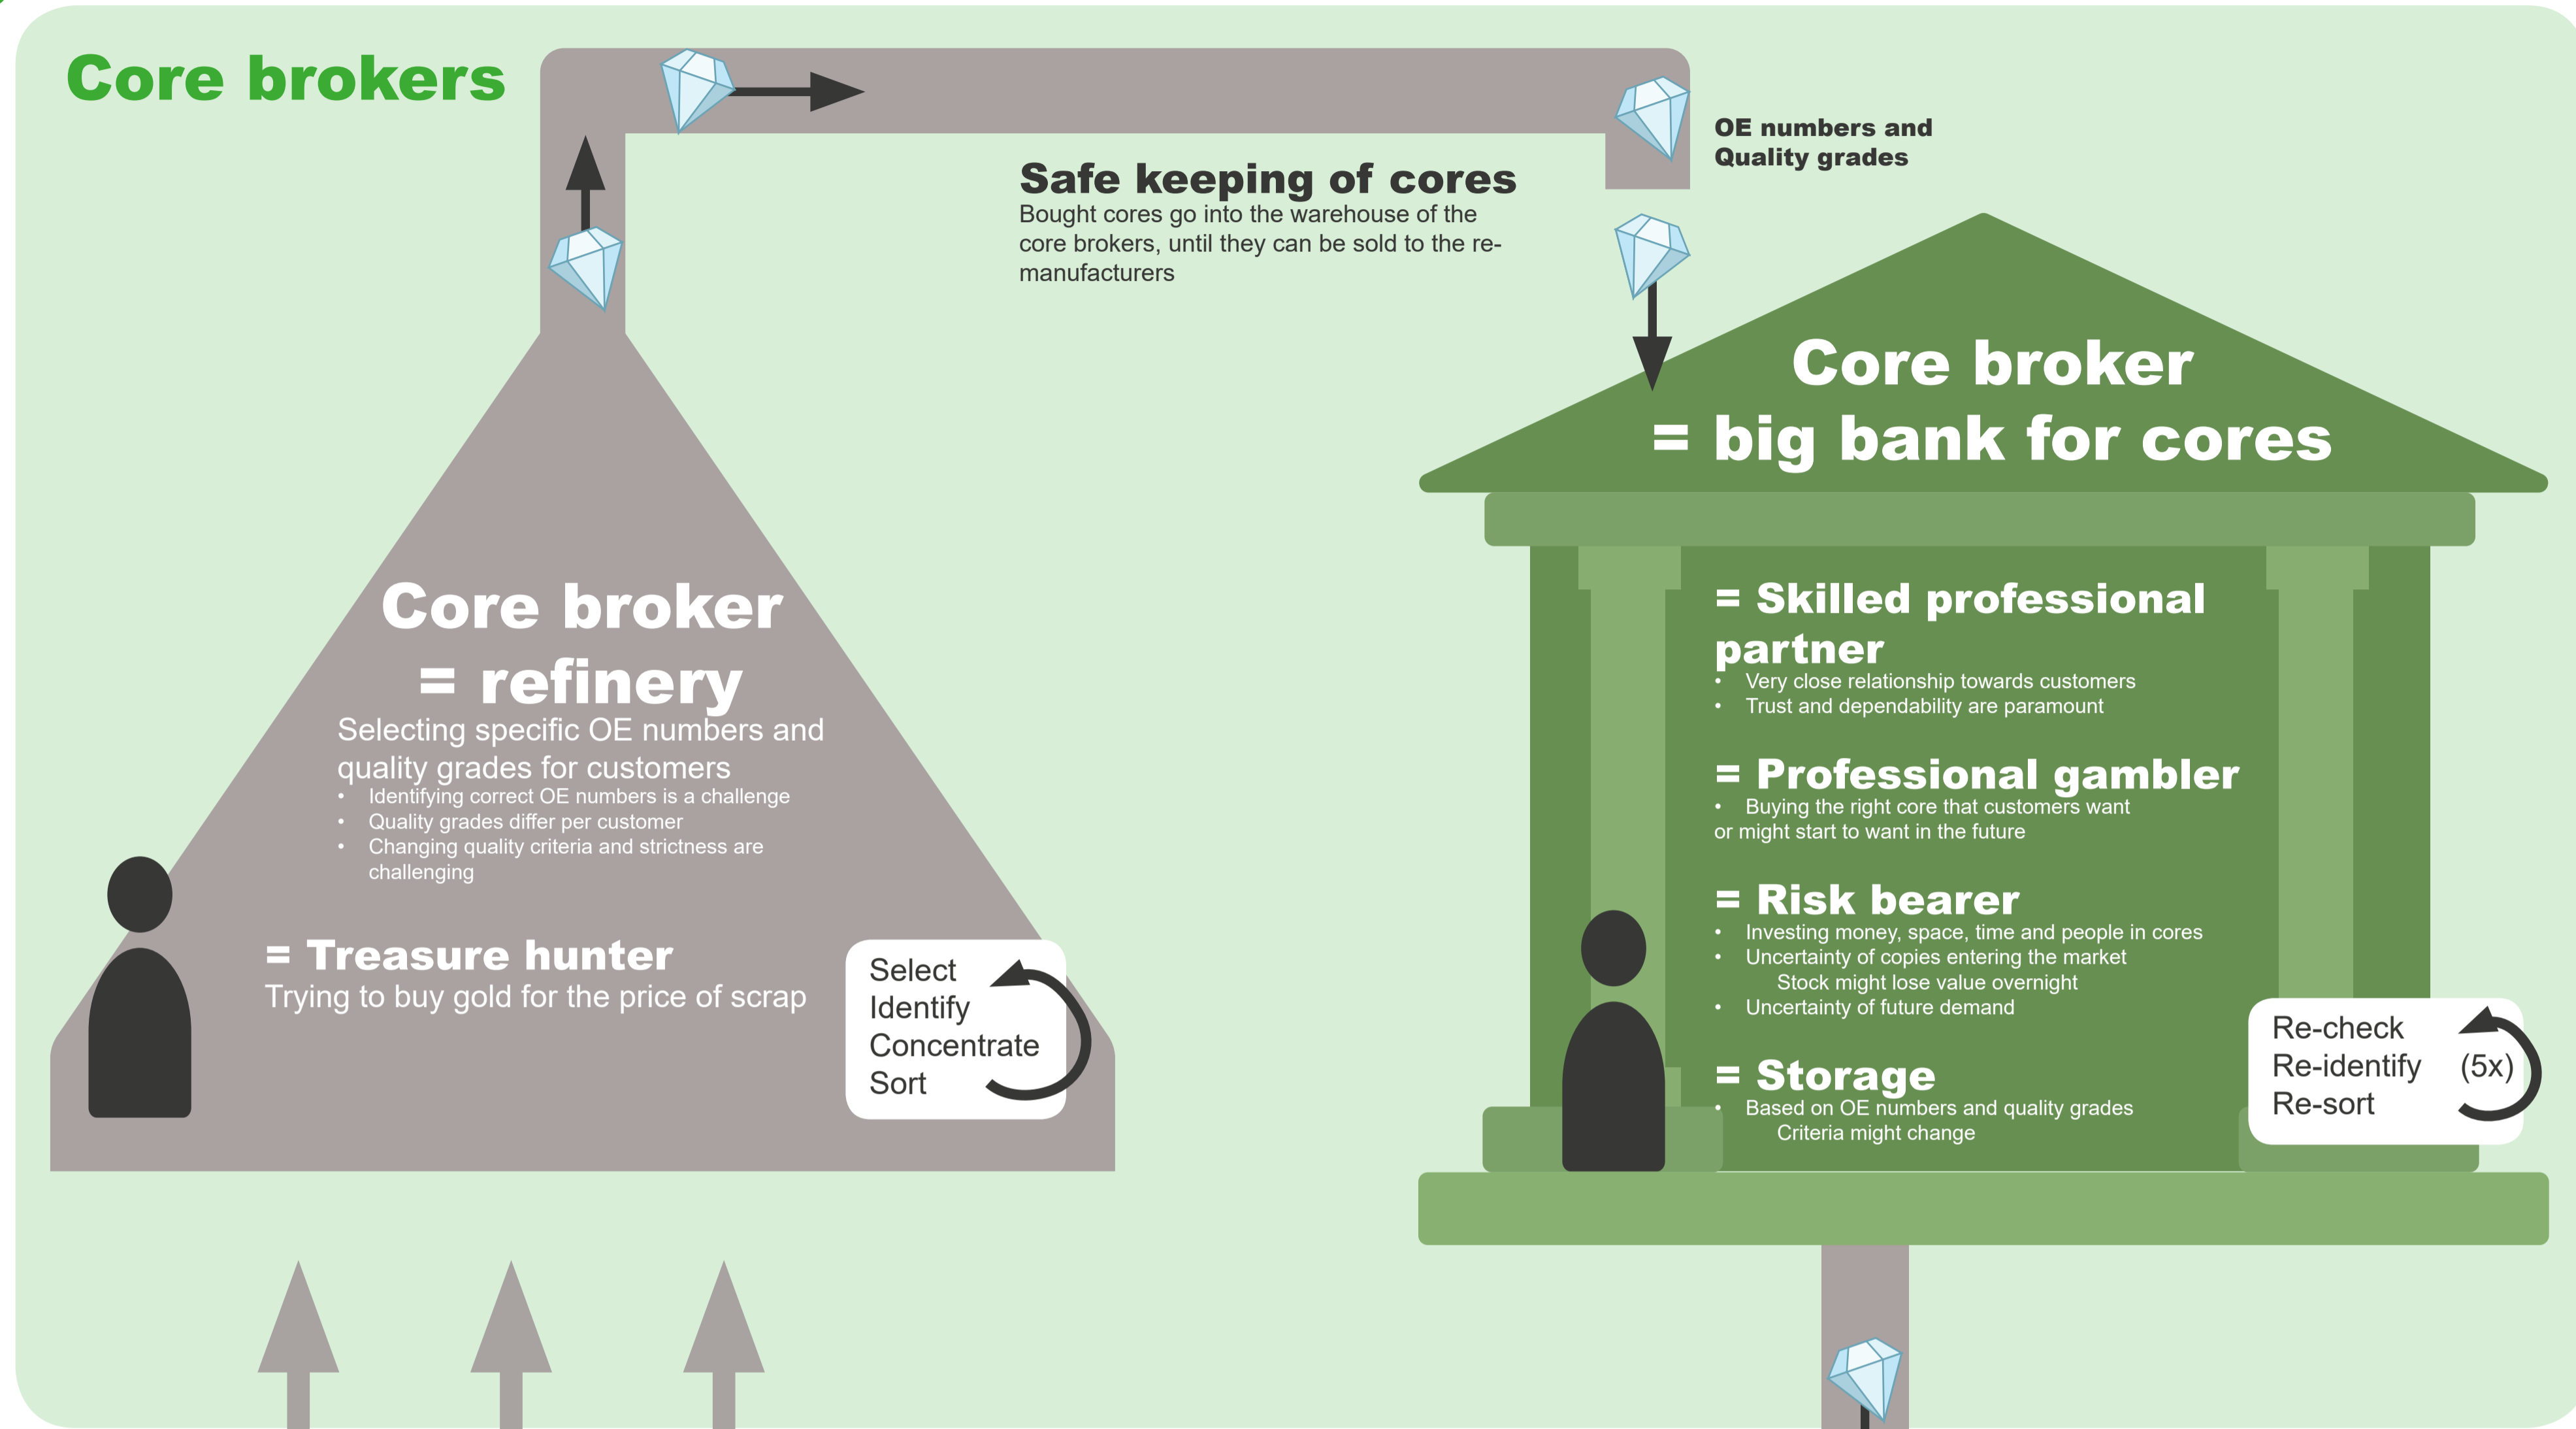 Core brokers
OE numbers and
Quality grades
Safe keeping of cores
Bought cores go into the warehouse of the
core brokers, until they can be sold to the re-
manufacturers
Core broker
= refinery
Selecting specific OE numbers and
quality grades for customers
• Identifying correct OE numbers is a challenge
• Quality grades differ per customer
• Changing quality criteria and strictness are
challenging
= Treasure hunter
Trying to buy gold for the price of scrap
Select
Identify
Concentrate
Sort
Core broker
= big bank for cores
= Skilled professional
partner
• Very close relationship towards customers
• Trust and dependability are paramount
= Professional gambler
• Buying the right core that customers want
or might start to want in the future
= Risk bearer
• Investing money, space, time and people in cores
• Uncertainty of copies entering the market
Stock might lose value overnight
• Uncertainty of future demand
= Storage
• Based on OE numbers and quality grades
Criteria might change
Re-check
Re-identify (5x)
Re-sort